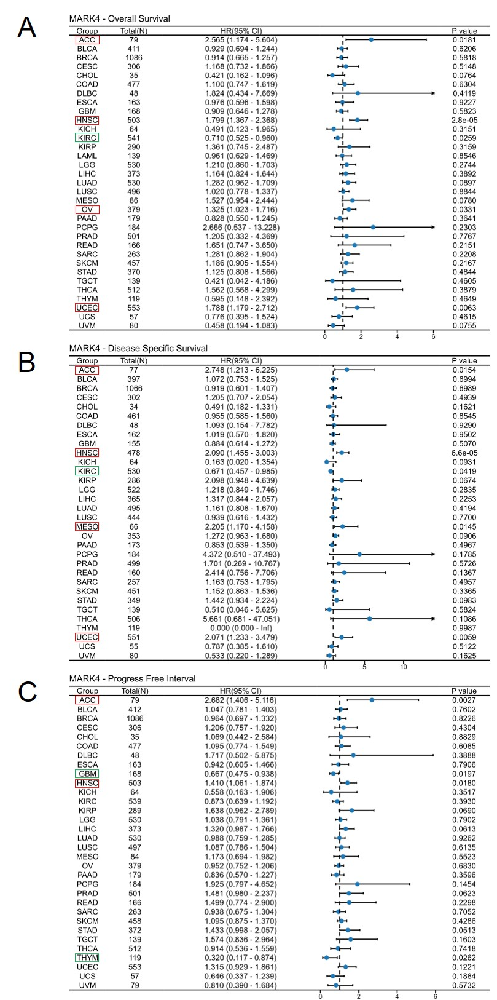 A
MARK4 - Overall Survival
Group Total(N) HR(95% CI) P value
ACC 79 2.565 (1.174 - 5.604) 0.0181
BLCA 411 0.929 (0.694 - 1.244) 0.6206
BRCA 1086 0.914 (0.665 - 1.257) 0.5818
CESC 306 1.168 (0.732 - 1.866) 0.5148
CHOL 35 0.421 (0.162 - 1.096) 0.0764
COAD 477 1.100 (0.747 - 1.619) 0.6304
DLBC 48 1.824 (0.434 - 7.669) 0.4119
ESCA 163 0.976 (0.596 - 1.598) 0.9227
GBM 168 0.909 (0.646 - 1.278) 0.5823
HNSC 503 1.799 (1.367 - 2.368) 2.8e-05
KICH 64 0.491 (0.123 - 1.965) 0.3151
KIRC 541 0.710 (0.525 - 0.960) 0.0259
KIRP 290 1.361 (0.745 - 2.487) 0.3159
LAML 139 0.961 (0.629 - 1.469) 0.8546
LGG 530 1.210 (0.860 - 1.703) 0.2744
LIHC 373 1.164 (0.824 - 1.644) 0.3892
LUAD 530 1.282 (0.962 - 1.709) 0.0897
LUSC 496 1.020 (0.778 - 1.337) 0.8844
MESO 86 1.527 (0.954 - 2.444) 0.0780
OV 379 1.325 (1.023 - 1.716) 0.0331
PAAD 179 0.828 (0.550 - 1.245) 0.3641
PCPG 184 2.666 (0.537 - 13.228) 0.2303
PRAD 501 1.205 (0.332 - 4.369) 0.7767
READ 166 1.651 (0.747 - 3.650) 0.2151
SARC 263 1.281 (0.862 - 1.904) 0.2208
SKCM 457 1.186 (0.905 - 1.554) 0.2167
STAD 370 1.125 (0.808 - 1.566) 0.4844
TGCT 139 0.421 (0.042 - 4.186) 0.4605
THCA 512 1.562 (0.568 - 4.299) 0.3879
THYM 119 0.595 (0.148 - 2.392) 0.4649
UCEC 553 1.788 (1.179 - 2.712) 0.0063
UCS 57 0.776 (0.395 - 1.524) 0.4615
UVM 80 0.458 (0.194 - 1.083) 0.0755
0 2 4 6
B
MARK4 - Disease Specific Survival
Group Total(N) HR(95% CI) P value
ACC 77 2.748 (1.213 - 6.225) 0.0154
BLCA 397 1.072 (0.753 - 1.525) 0.6994
BRCA 1066 0.919 (0.601 - 1.407) 0.6989
CESC 302 1.205 (0.707 - 2.054) 0.4939
CHOL 34 0.491 (0.182 - 1.331) 0.1621
COAD 461 0.955 (0.585 - 1.560) 0.8545
DLBC 48 1.093 (0.154 - 7.782) 0.9290
ESCA 162 1.019 (0.570 - 1.820) 0.9502
GBM 155 0.884 (0.614 - 1.272) 0.5070
HNSC 478 2.090 (1.455 - 3.003) 6.6e-05
KICH 64 0.163 (0.020 - 1.354) 0.0931
KIRC 530 0.671 (0.457 - 0.985) 0.0419
KIRP 286 2.098 (0.948 - 4.639) 0.0674
LGG 522 1.218 (0.849 - 1.746) 0.2835
LIHC 365 1.317 (0.844 - 2.057) 0.2253
LUAD 495 1.161 (0.808 - 1.670) 0.4194
LUSC 444 0.939 (0.616 - 1.432) 0.7700
MESO 66 2.205 (1.170 - 4.158) 0.0145
OV 353 1.272 (0.963 - 1.680) 0.0906
PAAD 173 0.853 (0.539 - 1.350) 0.4967
PCPG 184 4.372 (0.510 - 37.493) 0.1785
PRAD 499 1.701 (0.269 - 10.767) 0.5726
READ 160 2.414 (0.756 - 7.706) 0.1367
SARC 257 1.163 (0.753 - 1.795) 0.4957
SKCM 451 1.152 (0.863 - 1.536) 0.3365
STAD 349 1.442 (0.934 - 2.224) 0.0983
TGCT 139 0.510 (0.046 - 5.625) 0.5824
THCA 506 5.661 (0.681 - 47.051) 0.1086
THYM 119 0.000 (0.000 - Inf) 0.9987
UCEC 551 2.071 (1.233 - 3.479) 0.0059
UCS 55 0.787 (0.385 - 1.610) 0.5122
UVM 80 0.533 (0.220 - 1.289) 0.1625
0 5 10
C
MARK4 - Progress Free Interval
Group Total(N) HR(95% CI) P value
ACC 79 2.682 (1.406 - 5.116) 0.0027
BLCA 412 1.047 (0.781 - 1.403) 0.7602
BRCA 1086 0.964 (0.697 - 1.332) 0.8226
CESC 306 1.206 (0.757 - 1.920) 0.4304
CHOL 35 1.069 (0.442 - 2.584) 0.8829
COAD 477 1.095 (0.774 - 1.549) 0.6085
DLBC 48 1.717 (0.502 - 5.875) 0.3888
ESCA 163 0.942 (0.605 - 1.466) 0.7906
GBM 168 0.667 (0.475 - 0.938) 0.0197
HNSC 503 1.410 (1.061 - 1.874) 0.0180
KICH 64 0.558 (0.163 - 1.906) 0.3517
KIRC 539 0.873 (0.639 - 1.192) 0.3930
KIRP 289 1.638 (0.962 - 2.789) 0.0690
LGG 530 1.038 (0.791 - 1.361) 0.7902
LIHC 373 1.320 (0.987 - 1.766) 0.0613
LUAD 530 0.988 (0.759 - 1.285) 0.9262
LUSC 497 1.087 (0.786 - 1.504) 0.6135
MESO 84 1.173 (0.694 - 1.982) 0.5523
OV 379 0.952 (0.752 - 1.206) 0.6830
PAAD 179 0.836 (0.570 - 1.227) 0.3596
PCPG 184 1.925 (0.797 - 4.652) 0.1454
PRAD 501 1.481 (0.980 - 2.237) 0.0623
READ 166 1.499 (0.774 - 2.900) 0.2298
SARC 263 0.938 (0.675 - 1.304) 0.7052
SKCM 458 1.095 (0.875 - 1.370) 0.4286
STAD 372 1.433 (0.998 - 2.057) 0.0513
TGCT 139 1.574 (0.836 - 2.964) 0.1603
THCA 512 0.914 (0.536 - 1.559) 0.7418
THYM 119 0.320 (0.117 - 0.874) 0.0262
UCEC 553 1.315 (0.929 - 1.861) 0.1221
UCS 57 0.646 (0.337 - 1.239) 0.1884
UVM 79 0.810 (0.390 - 1.684) 0.5732
0 2 4 6